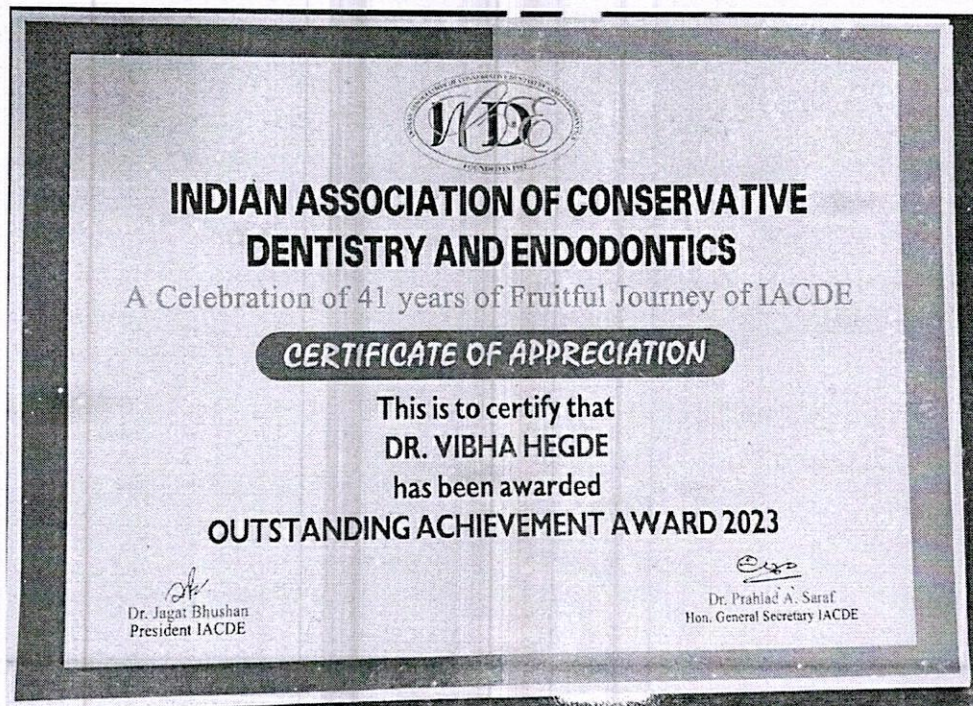 INDIAN ASSOCIATION OF CONSERVATIVE
DENTISTRY AND ENDODONTICS
A Celebration of 41 years of Fruitful Journey of IACDE
CERTIFICATE OF APPRECIATION
This is to certify that
DR. VIBHA HEGDE
has been awarded
OUTSTANDING ACHIEVEMENT AWARD 2023
Dr. Jagat Bhushan
President IACDE
Dr. Prahlad A. Saraf
Hon. General Secretary IACDE